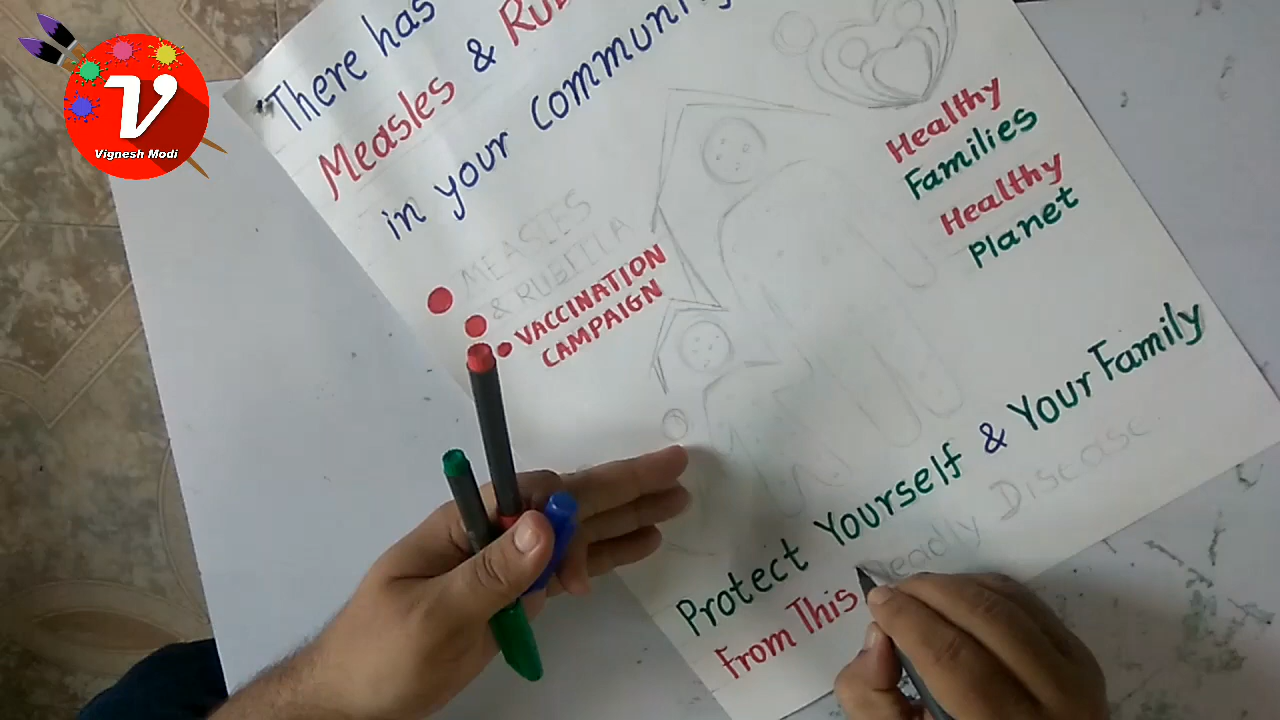 Vignesh Modi
There has
Measles &
in your community
Healthy
Families
Healthy
Planet
MEASLES
& RUBELLA
VACCINATION
CAMPAIGN
Protect Yourself & Your Family
From This Deadly Disease